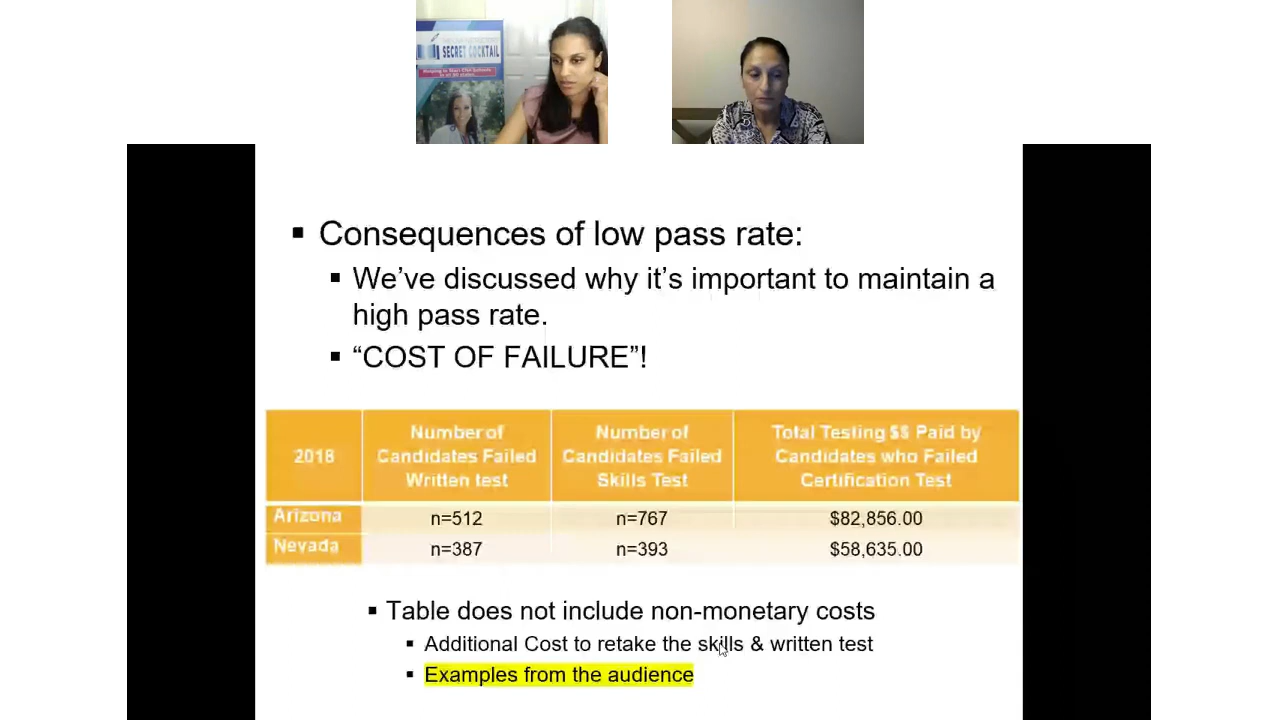 SECRET COCKTAIL
▪ Consequences of low pass rate:
▪ We’ve discussed why it’s important to maintain a
high pass rate.
▪ “COST OF FAILURE”!
2018
Number of
Candidates Failed
Written test
Number of
Candidates Failed
Skills Test
Total Testing $$ Paid by
Candidates who Failed
Certification Test
Arizona n=512 n=767 $82,856.00
Nevada n=387 n=393 $58,635.00
▪ Table does not include non-monetary costs
▪ Additional Cost to retake the skills & written test
▪ Examples from the audience